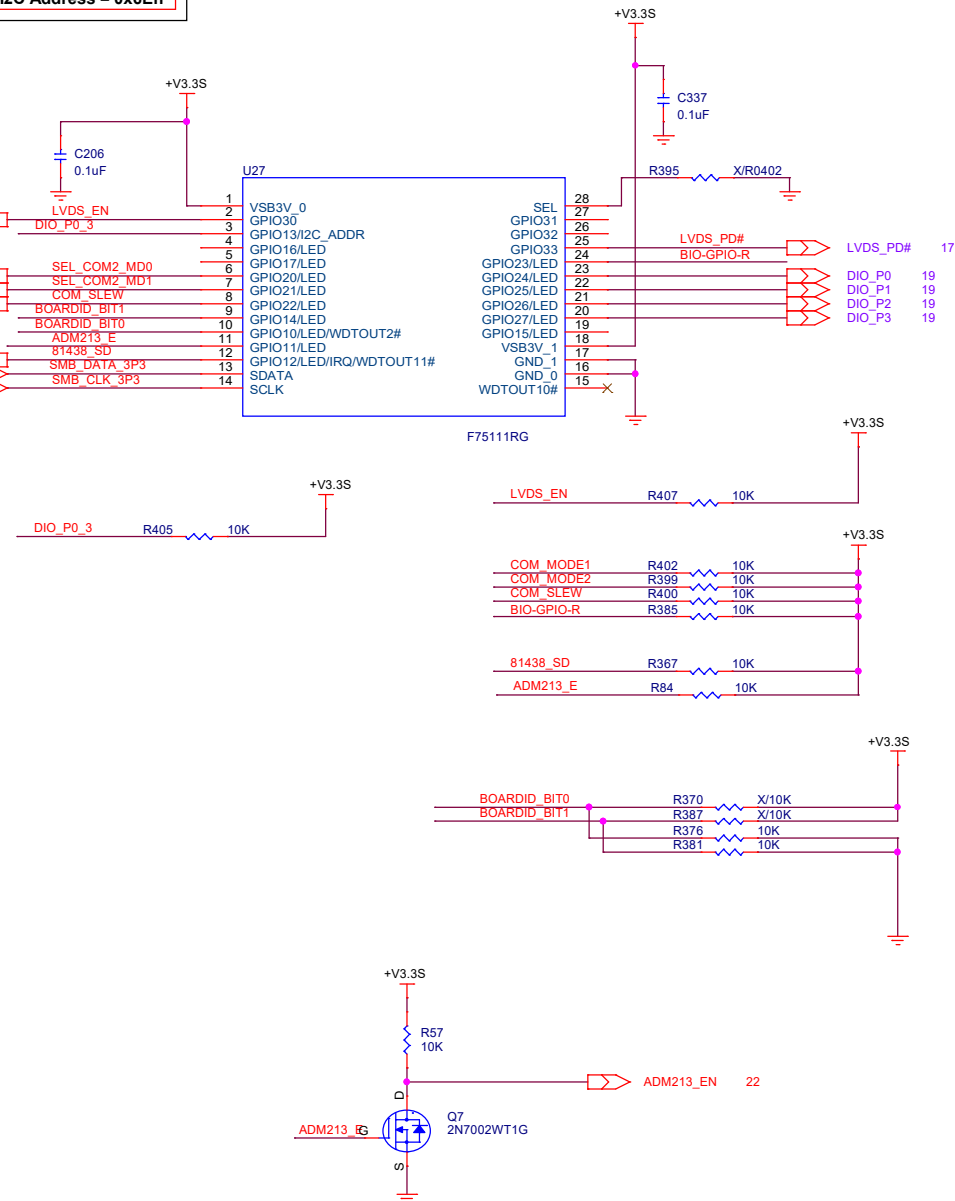 +V3.3S
+V3.3S
C337
0.1uF
C206
0.1uF
R395 X/R0402
U27
1 VSB3V_0
2 GPIO30
3 GPIO13/I2C_ADDR
4 GPIO16/LED
5 GPIO17/LED
6 GPIO20/LED
7 GPIO21/LED
8 GPIO22/LED
9 GPIO14/LED
10 GPIO10/LED/WDTOUT2#
11 GPIO11/LED
12 GPIO12/LED/IRQ/WDTOUT11#
13 SDATA
14 SCLK
SEL 28
GPIO31 27
GPIO32 26
GPIO33 25
GPIO23/LED 24
GPIO24/LED 23
GPIO25/LED 22
GPIO26/LED 21
GPIO27/LED 20
GPIO15/LED 19
VSB3V_1 18
GND_1 17
GND_0 16
WDTOUT10# 15
LVDS_EN
DIO_P0_3
SEL_COM2_MD0
SEL_COM2_MD1
COM_SLEW
BOARDID_BIT1
BOARDID_BIT0
ADM213_E
81438_SD
SMB_DATA_3P3
SMB_CLK_3P3
LVDS_PD#
BIO-GPIO-R
LVDS_PD# 17
DIO_P0 19
DIO_P1 19
DIO_P2 19
DIO_P3 19
F75111RG
+V3.3S
LVDS_EN R407 10K
+V3.3S
DIO_P0_3 R405 10K
+V3.3S
COM_MODE1 R402 10K
COM_MODE2 R399 10K
COM_SLEW R400 10K
BIO-GPIO-R R385 10K
81438_SD R367 10K
ADM213_E R84 10K
+V3.3S
BOARDID_BIT0 R370 X/10K
BOARDID_BIT1 R387 X/10K
R376 10K
R381 10K
+V3.3S
R57
10K
ADM213_EN 22
D
Q7
2N7002WT1G
ADM213_E G
S